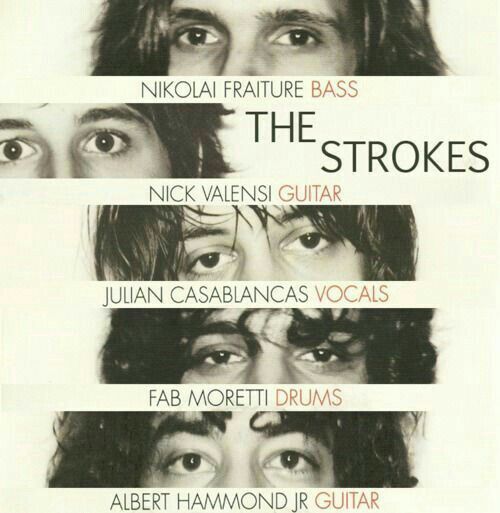 NIKOLAI FRAITURE BASS
THE
STROKES
NICK VALENSI GUITAR
JULIAN CASABLANCAS VOCALS
FAB MORETTI DRUMS
ALBERT HAMMOND JR GUITAR